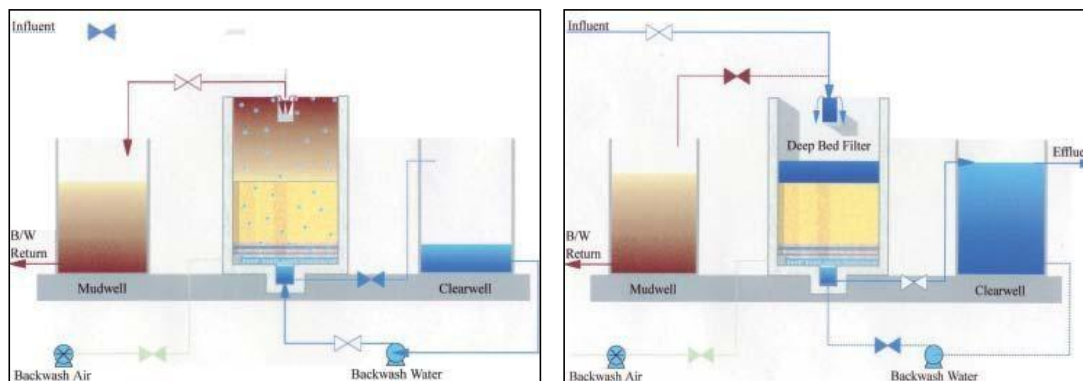 Influent
B/W
Return
Mudwell
Clearwell
Backwash Air
Backwash Water
Influent
Deep Bed Filter
Efflu
B/W
Return
Mudwell
Clearwell
Backwash Air
Backwash Water